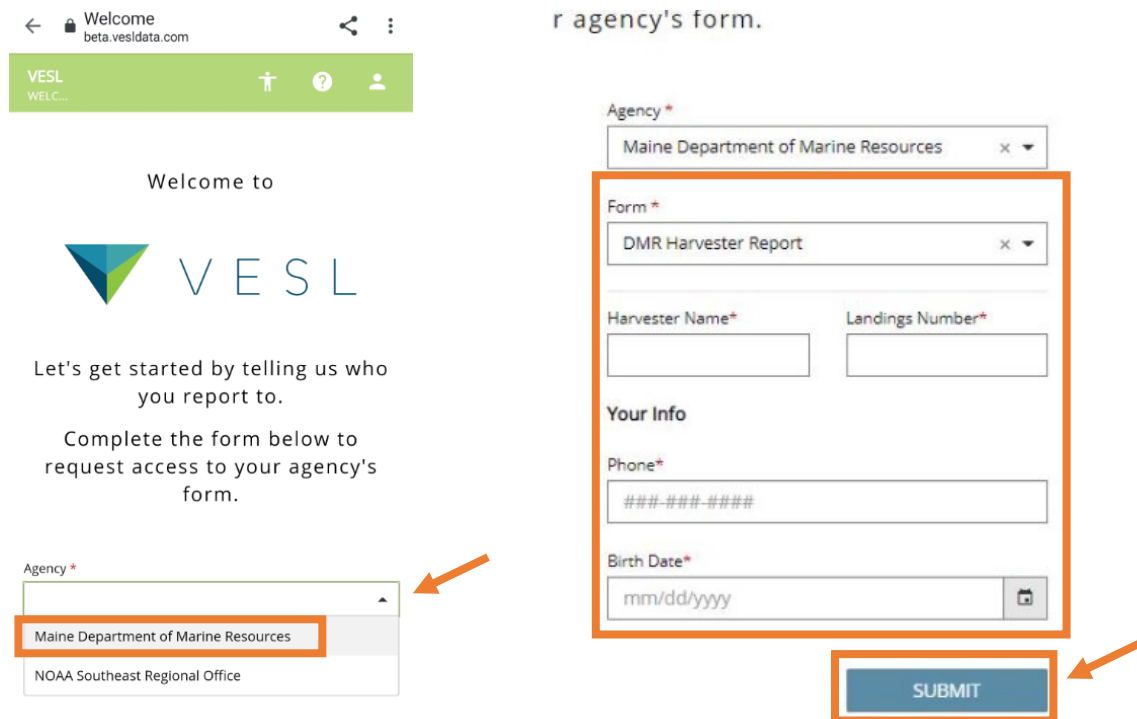 Welcome
beta.vesldata.com
VESL
WELC...
Welcome to
VESL
Let's get started by telling us who
you report to.
Complete the form below to
request access to your agency's
form.
Agency *
Maine Department of Marine Resources
NOAA Southeast Regional Office
r agency's form.
Agency *
Maine Department of Marine Resources
Form *
DMR Harvester Report
Harvester Name* Landings Number*
Your Info
Phone*
###-###-####
Birth Date*
mm/dd/yyyy
SUBMIT